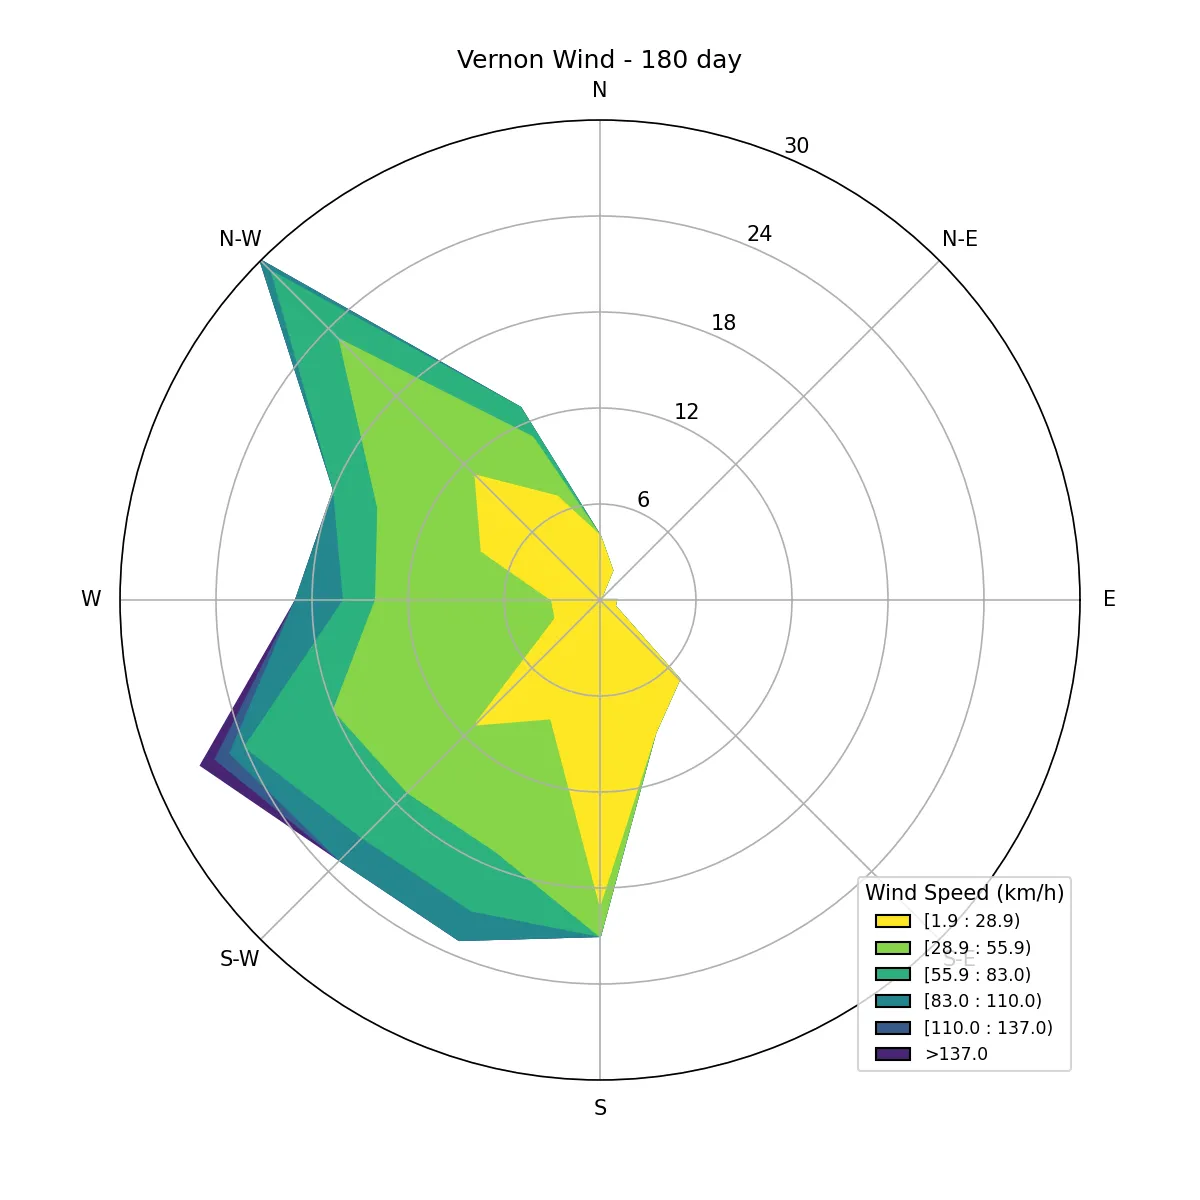 Vernon Wind - 180 day
N
30
N-W
N-E
24
18
12
6
W
E
Wind Speed (km/h)
[1.9 : 28.9)
[28.9 : 55.9)
S-W
S-E
[55.9 : 83.0)
[83.0 : 110.0)
[110.0 : 137.0)
>137.0
S